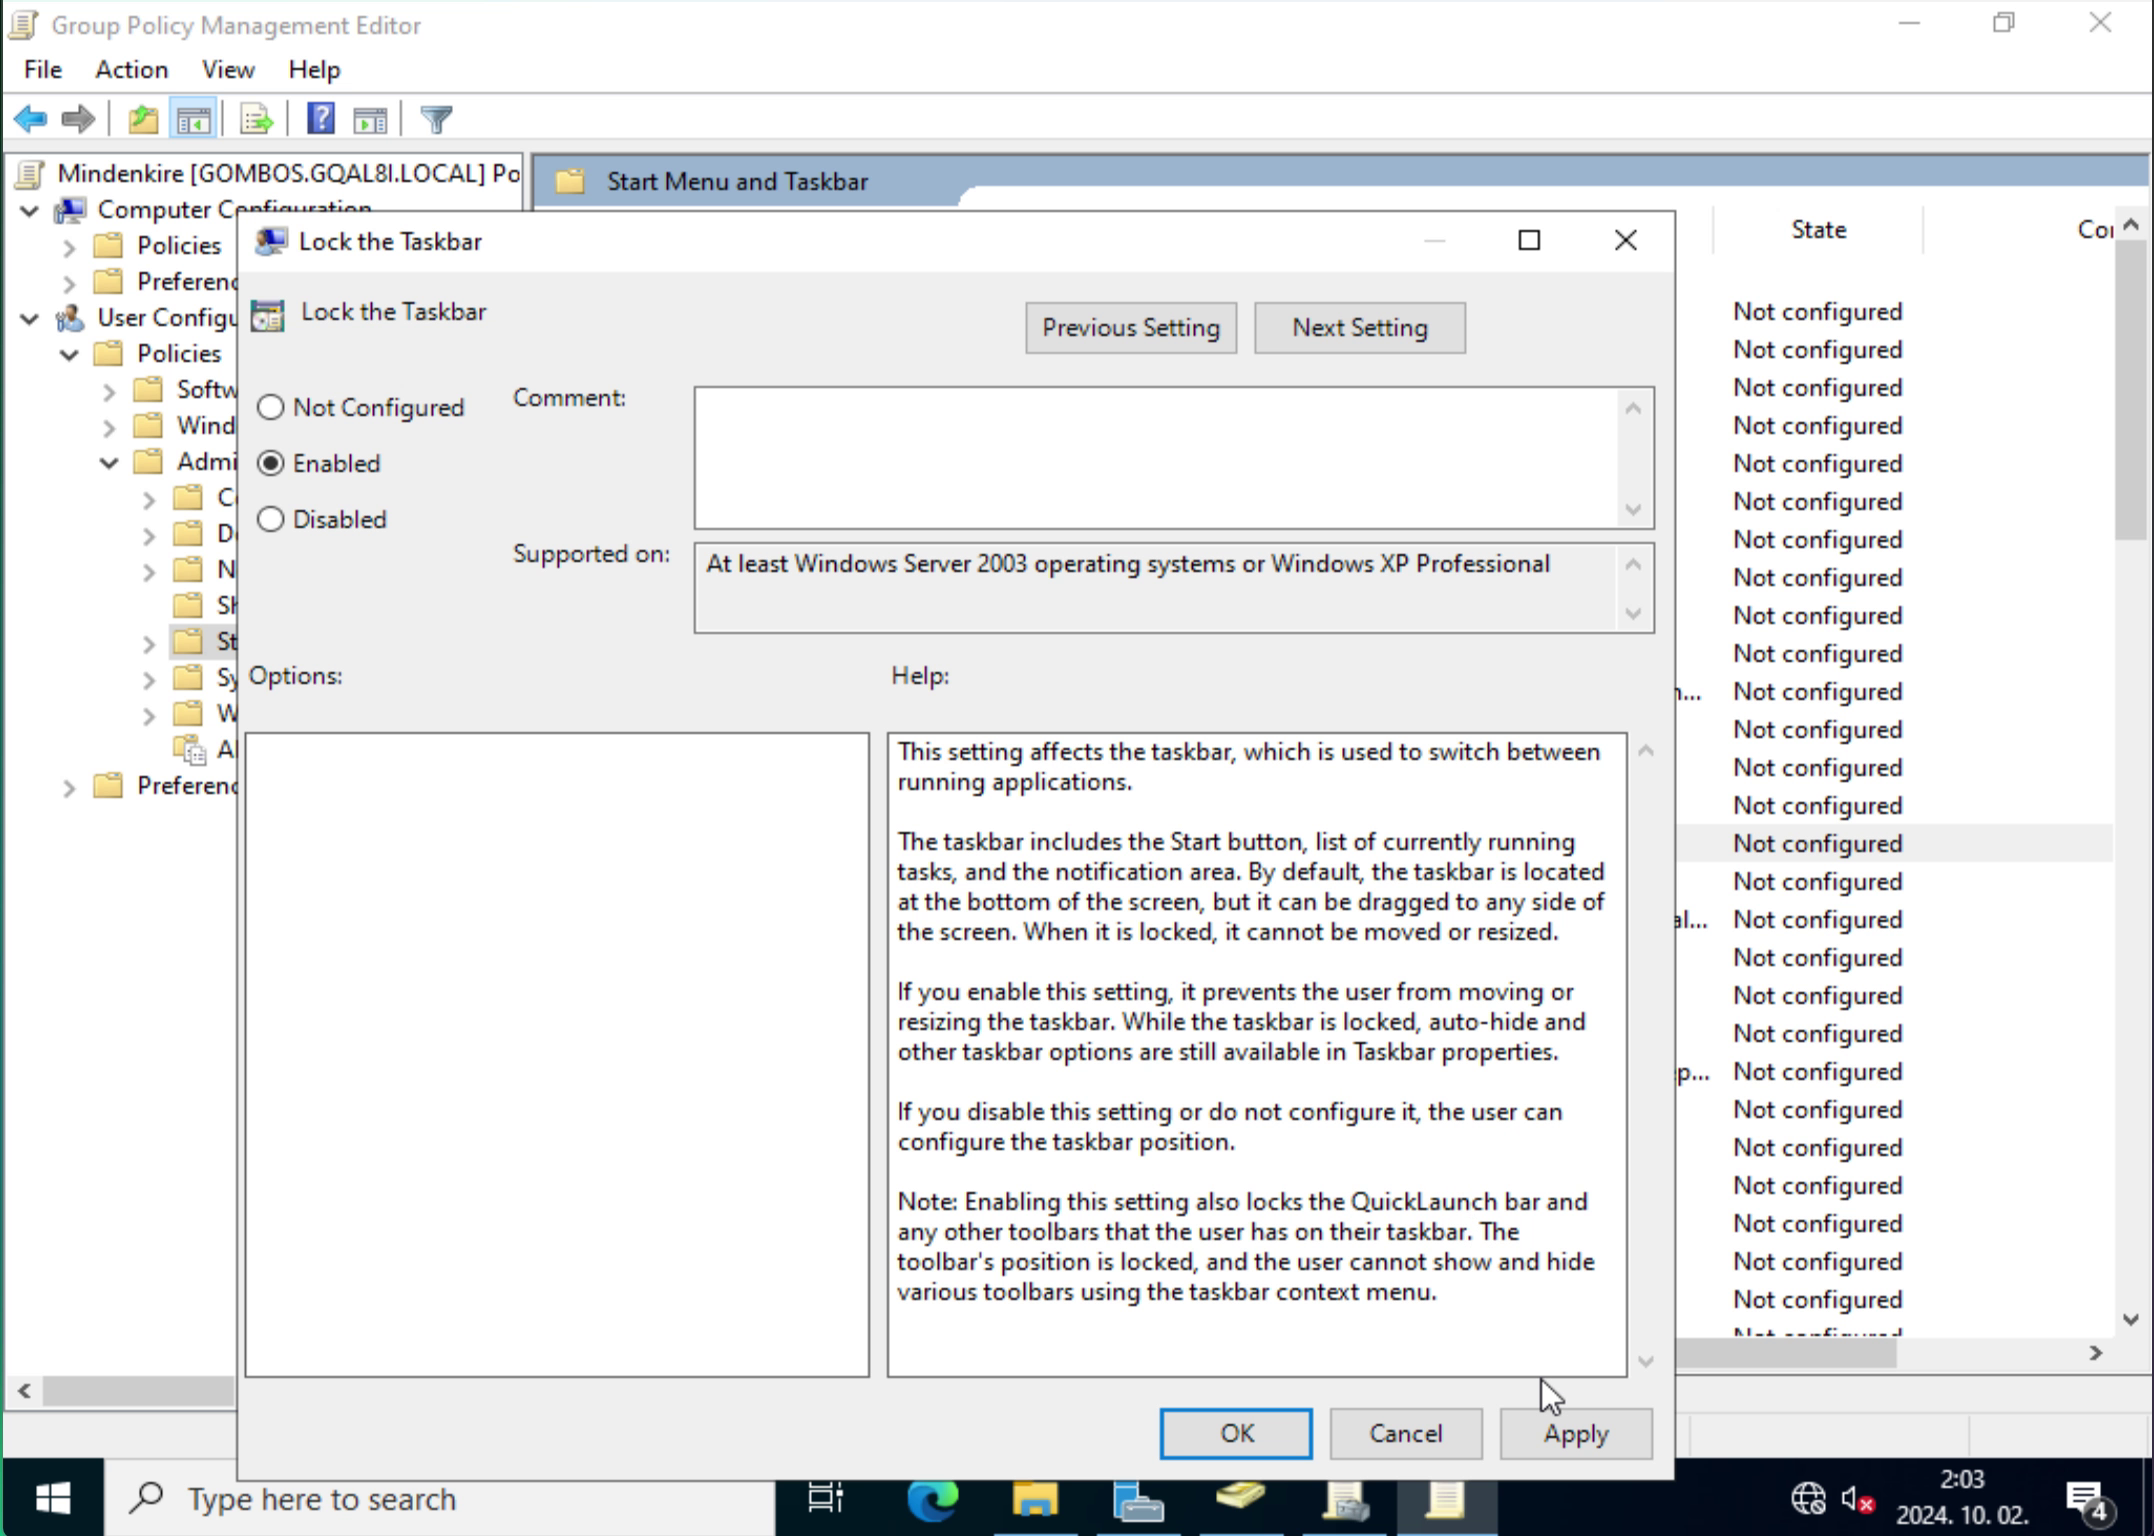 Group Policy Management Editor
File Action View Help
Mindenkire [GOMBOS.GQAL8I.LOCAL] Po
Computer Configuration
Policies
Preferenc
User Configu
Policies
Softw
Wind
Admi
C
D
N
Sh
St
Sy
W
Al
Preferenc
Start Menu and Taskbar
State
Co
Lock the Taskbar
Lock the Taskbar
Previous Setting
Next Setting
Not Configured
Enabled
Disabled
Comment:
Supported on:
At least Windows Server 2003 operating systems or Windows XP Professional
Options:
Help:
This setting affects the taskbar, which is used to switch between
running applications.
The taskbar includes the Start button, list of currently running
tasks, and the notification area. By default, the taskbar is located
at the bottom of the screen, but it can be dragged to any side of
the screen. When it is locked, it cannot be moved or resized.
If you enable this setting, it prevents the user from moving or
resizing the taskbar. While the taskbar is locked, auto-hide and
other taskbar options are still available in Taskbar properties.
If you disable this setting or do not configure it, the user can
configure the taskbar position.
Note: Enabling this setting also locks the QuickLaunch bar and
any other toolbars that the user has on their taskbar. The
toolbar's position is locked, and the user cannot show and hide
various toolbars using the taskbar context menu.
OK
Cancel
Apply
Not configured
Not configured
Not configured
Not configured
Not configured
Not configured
Not configured
Not configured
Not configured
Not configured
n... Not configured
Not configured
Not configured
Not configured
Not configured
Not configured
al... Not configured
Not configured
Not configured
Not configured
p... Not configured
Not configured
Not configured
Not configured
Not configured
Not configured
Not configured
Not configured
Type here to search
2:03
2024. 10. 02.
4